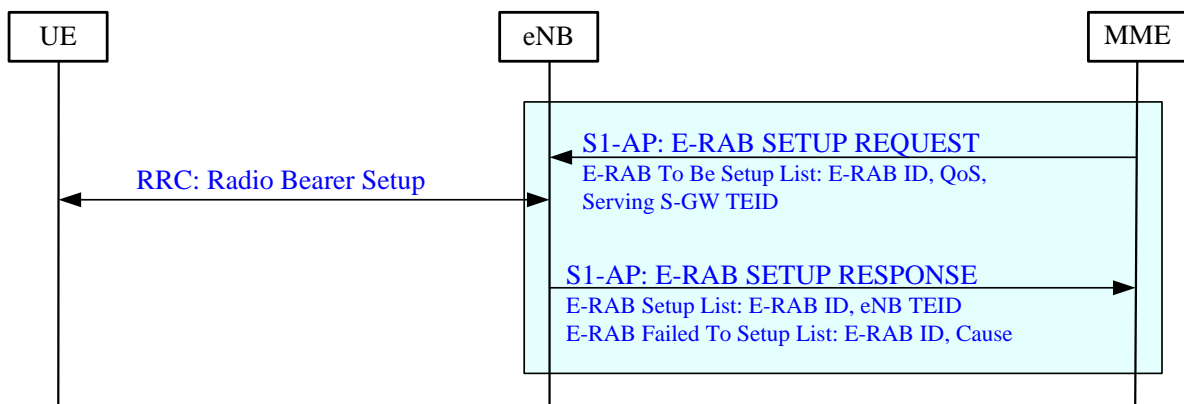 UE
eNB
MME
S1-AP: E-RAB SETUP REQUEST
E-RAB To Be Setup List: E-RAB ID, QoS,
Serving S-GW TEID
RRC: Radio Bearer Setup
S1-AP: E-RAB SETUP RESPONSE
E-RAB Setup List: E-RAB ID, eNB TEID
E-RAB Failed To Setup List: E-RAB ID, Cause